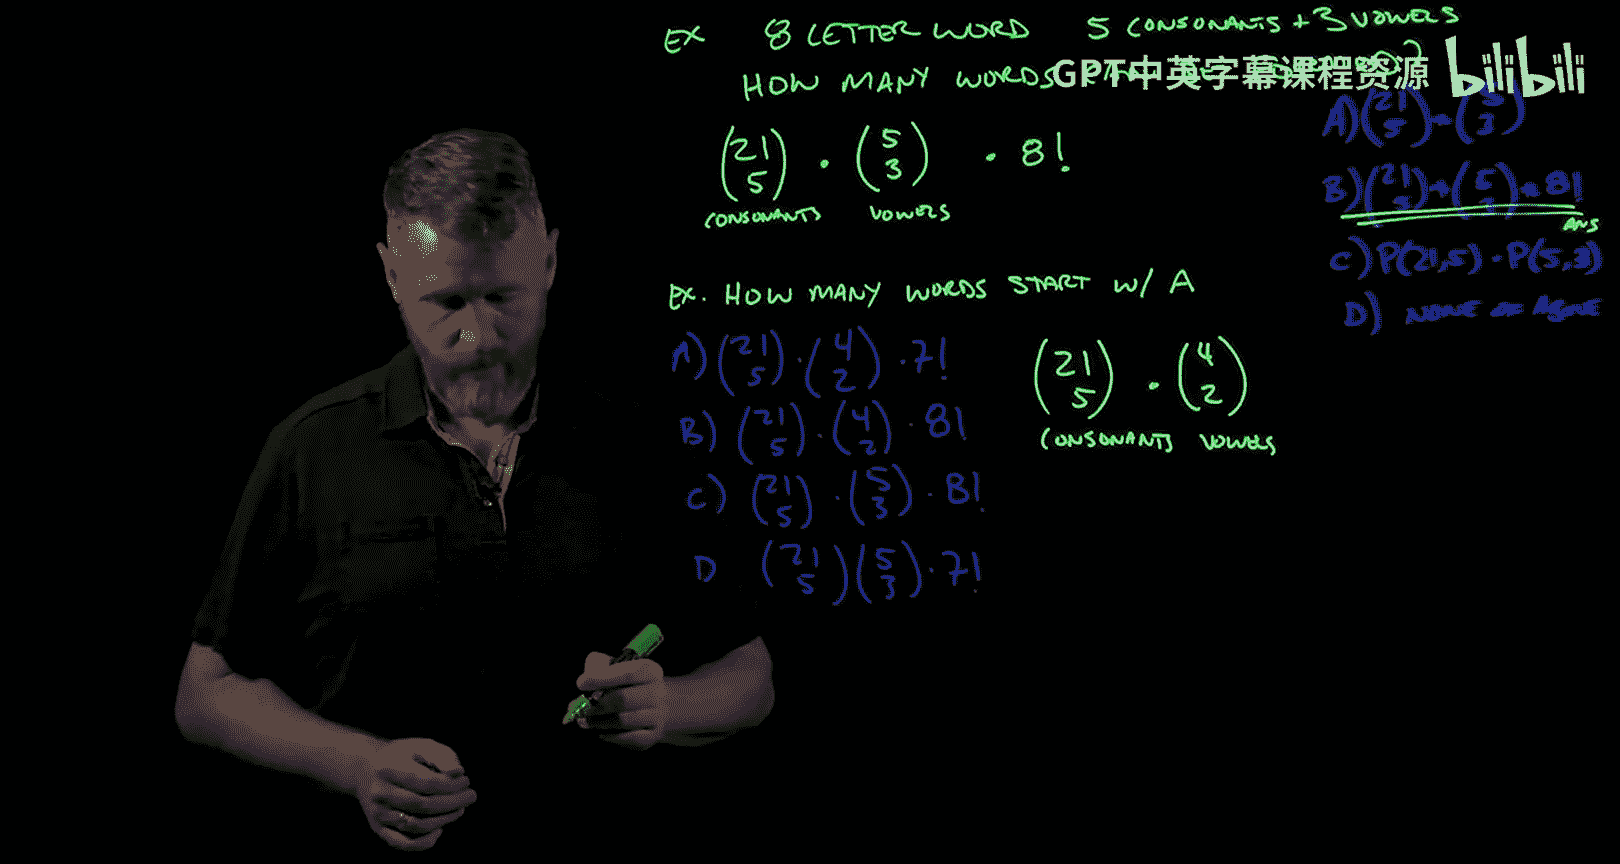 EX 8 LETTER WORD 5 CONSONANTS + 3 VOWELS
HOW MANY WORDS
GPT中英字幕课程资源 bilibili
(21 5) · (5 3) · 8!
CONSONANTS VOWELS
A) (21 5) · (5 3)
B) (21 5) · (5 3) · 8!
ANS
C) P(21,5) · P(5,3)
D) NONE OF ABOVE
EX. HOW MANY WORDS START W/ A
A) (21 5) · (4 2) · 7!
B) (21 5) · (4 2) · 8!
C) (21 5) · (5 3) · 8!
D (21 5)(5 3) · 7!
(21 5) · (4 2)
CONSONANTS VOWELS